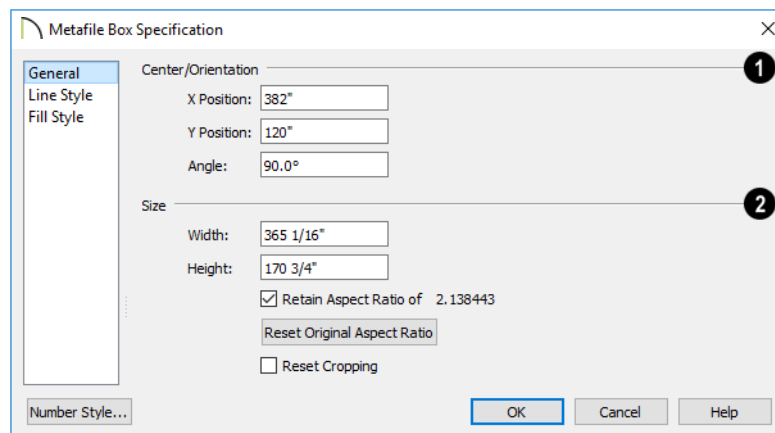 Metafile Box Specification
General
Line Style
Fill Style
Center/Orientation 1
X Position: 382"
Y Position: 120"
Angle: 90.0°
Size 2
Width: 365 1/16"
Height: 170 3/4"
Retain Aspect Ratio of 2.138443
Reset Original Aspect Ratio
Reset Cropping
Number Style... OK Cancel Help